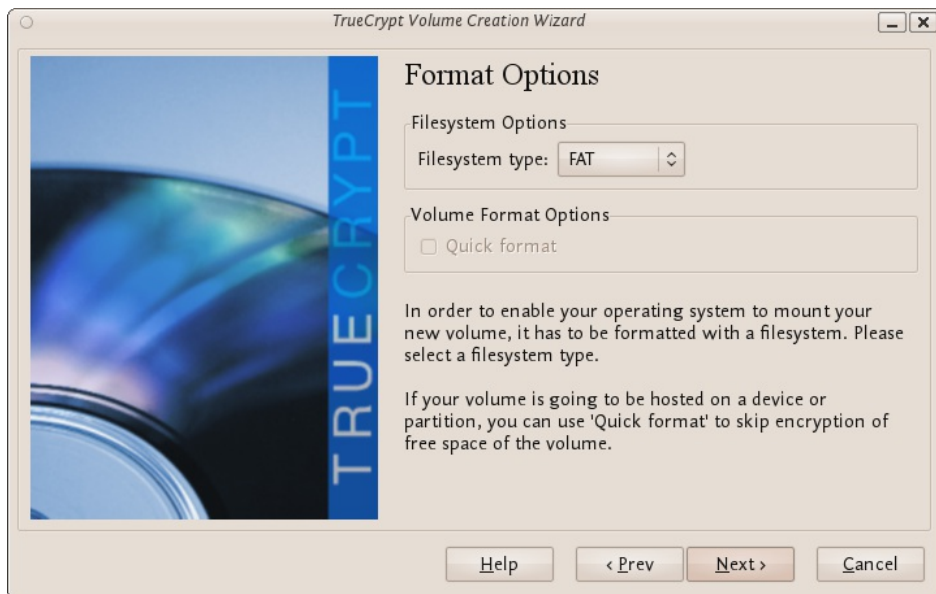 TrueCrypt Volume Creation Wizard
TRUECRYPT
Format Options
Filesystem Options
Filesystem type: FAT
Volume Format Options
Quick format
In order to enable your operating system to mount your
new volume, it has to be formatted with a filesystem. Please
select a filesystem type.
If your volume is going to be hosted on a device or
partition, you can use 'Quick format' to skip encryption of
free space of the volume.
Help < Prev Next > Cancel